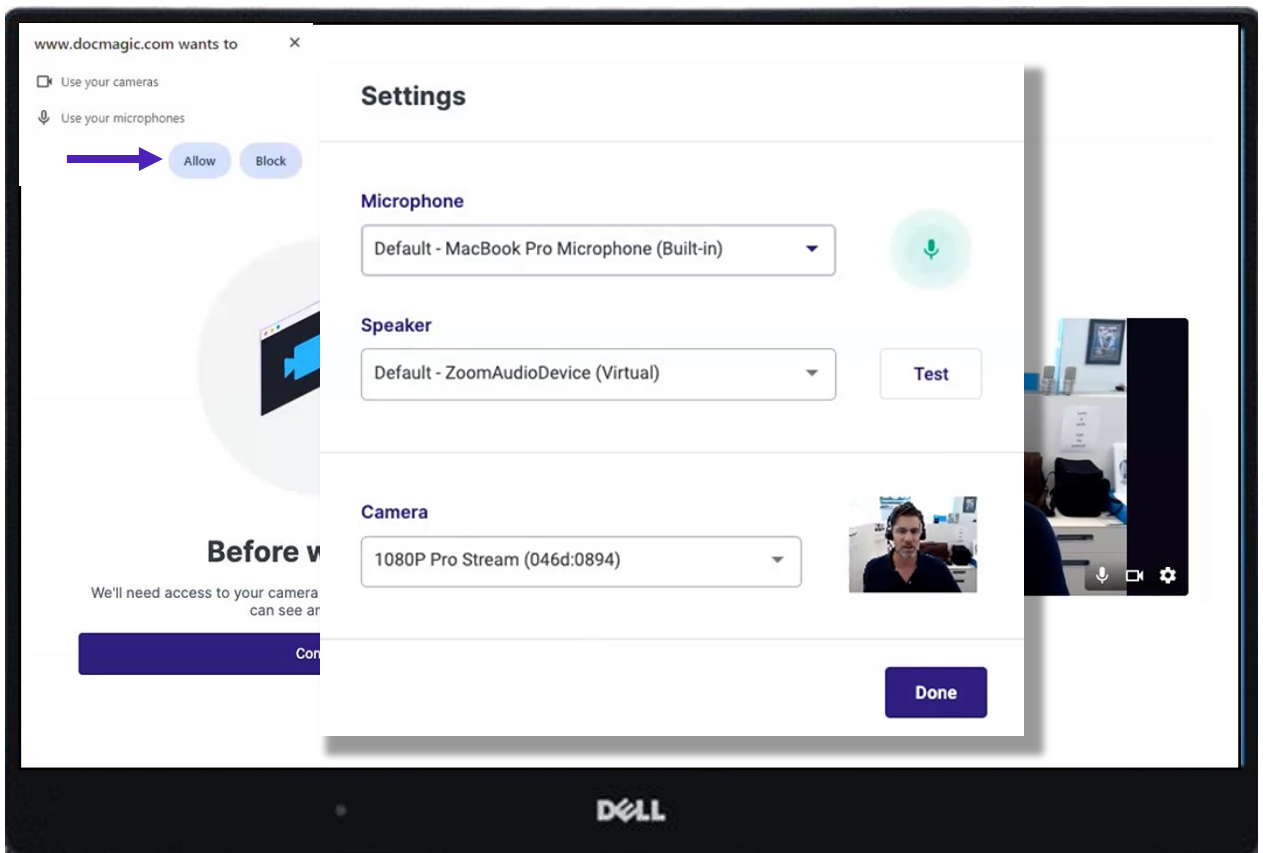 www.docmagic.com wants to
Use your cameras
Use your microphones
Allow
Block
Settings
Microphone
Default - MacBook Pro Microphone (Built-in)
Speaker
Default - ZoomAudioDevice (Virtual)
Test
Camera
1080P Pro Stream (046d:0894)
Before w
We'll need access to your camera
can see ar
Con
Done
DELL